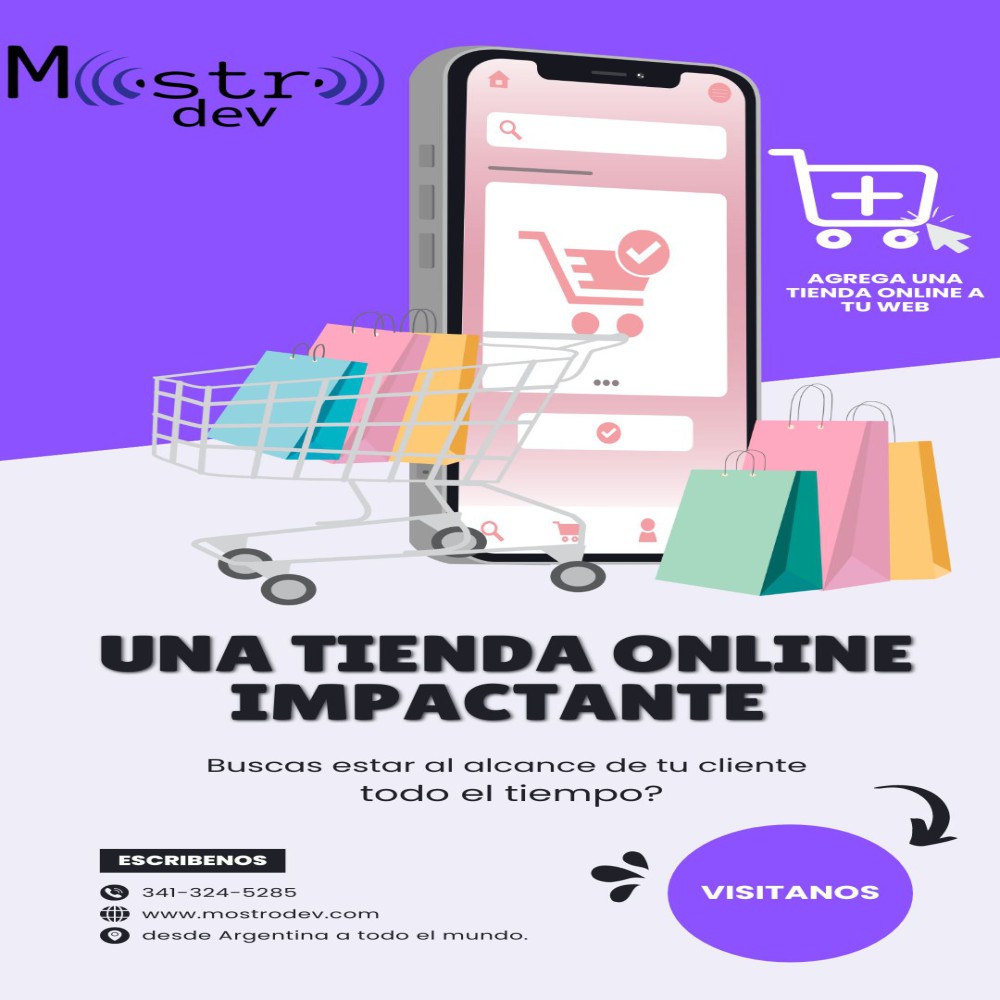 Mostro
dev
AGREGA UNA
TIENDA ONLINE A
TU WEB
UNA TIENDA ONLINE
IMPACTANTE
Buscas estar al alcance de tu cliente
todo el tiempo?
ESCRIBENOS
341-324-5285
www.mostrodev.com
desde Argentina a todo el mundo.
VISITANOS